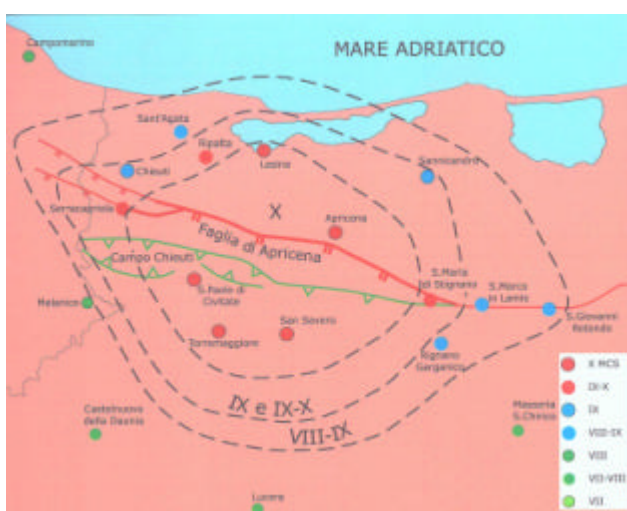 MARE ADRIATICO
Campomarino
Sant'Agata
Ripalta
Lesina
Sannicandro
Chieuti
Serracapriola
X
Apricena
Faglia di Apricena
Campo Chieuti
S.Paolo di
Civitate
S.Maria
di Stignano
S.Marco
in Lamis
S.Giovanni
Rotondo
Melanico
Torremaggiore
San Severo
Rignano
Garganico
IX e IX-X
VIII-IX
Castelnuovo
della Daunia
Masseria
Lucera
X MCS
IX-X
IX
VIII-IX
VIII
VII-VIII
VII